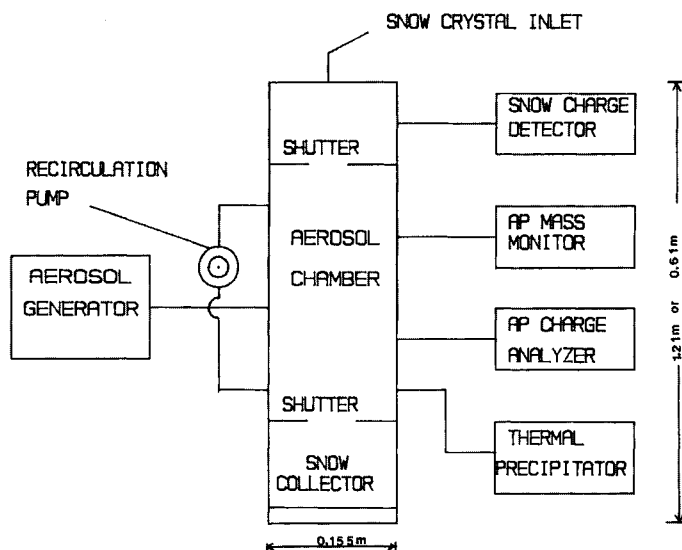 SNOW CRYSTAL INLET
SNOW CHARGE
DETECTOR
SHUTTER
RECIRCULATION
PUMP
AP MASS
MONITOR
AEROSOL
CHAMBER
AEROSOL
GENERATOR
AP CHARGE
ANALYZER
SHUTTER
THERMAL
PRECIPITATOR
SNOW
COLLECTOR
0.155m
1.21m or 0.61m